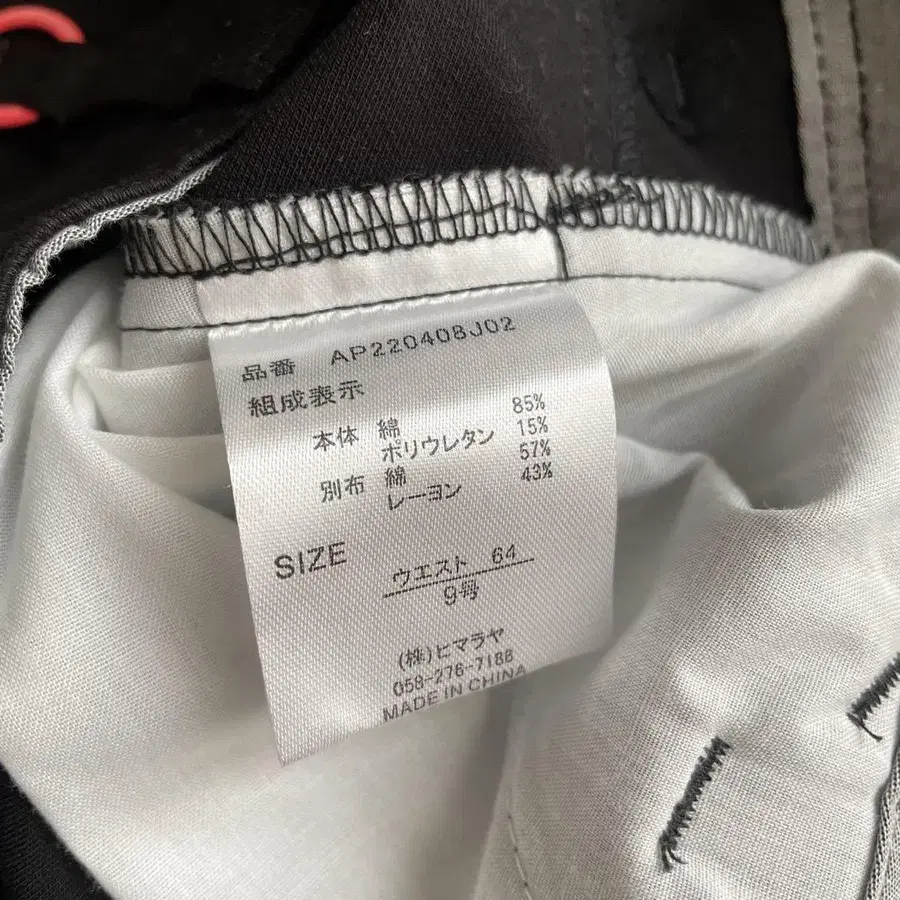 品番 AP220408J02
組成表示
本体 綿 85%
ポリウレタン 15%
別布 綿 57%
レーヨン 43%
SIZE
ウエスト 64
9号
(株)ヒマラヤ
058-276-7188
MADE IN CHINA